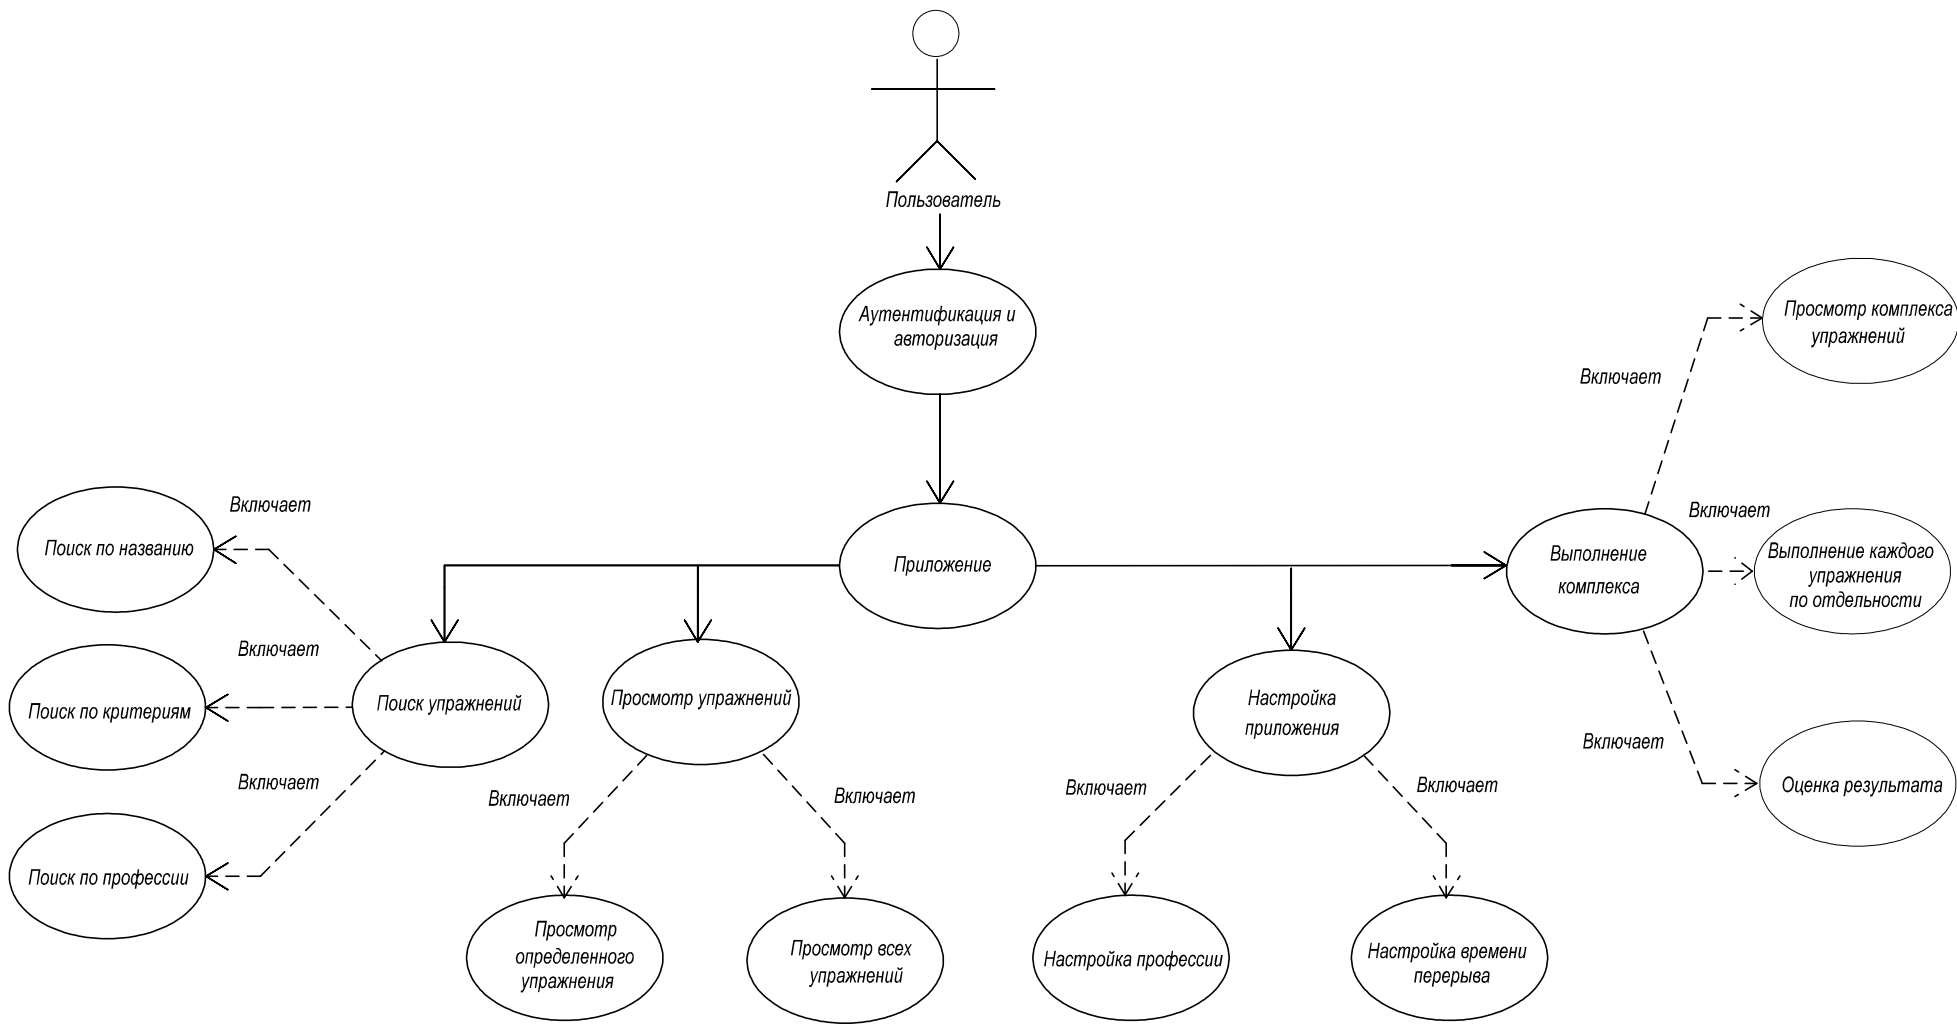 Пользователь
Аутентификация и
авторизация
Просмотр комплекса
упражнений
Включает
Включает
Включает
Поиск по названию
Приложение
Выполнение
комплекса
Выполнение каждого
упражнения
по отдельности
Включает
Поиск по критериям
Поиск упражнений
Просмотр упражнений
Настройка
приложения
Включает
Оценка результата
Включает
Включает
Включает
Включает
Включает
Поиск по профессии
Просмотр
определенного
упражнения
Просмотр всех
упражнений
Настройка профессии
Настройка времени
перерыва